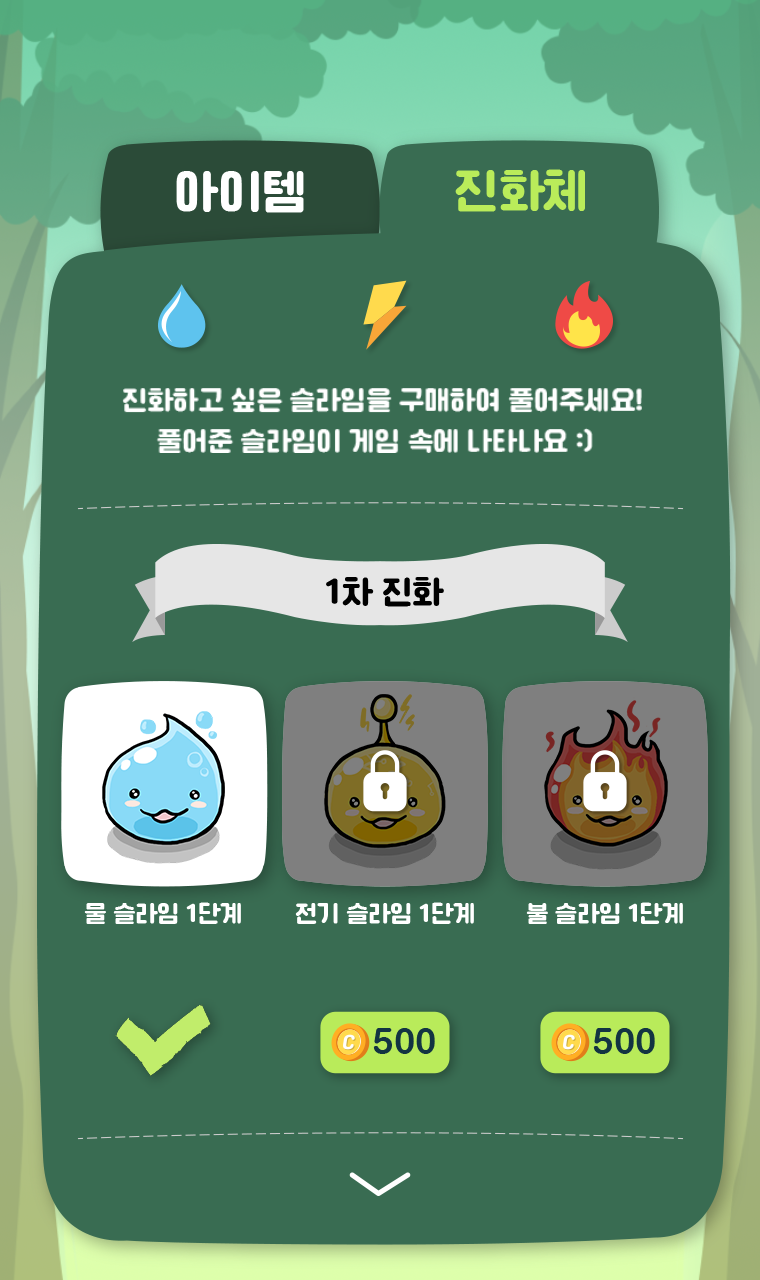 아이템
진화체
진화하고 싶은 슬라임을 구매하여 풀어주세요!
풀어준 슬라임이 게임 속에 나타나요 :)
1차 진화
물 슬라임 1단계
전기 슬라임 1단계
불 슬라임 1단계
C 500
C 500